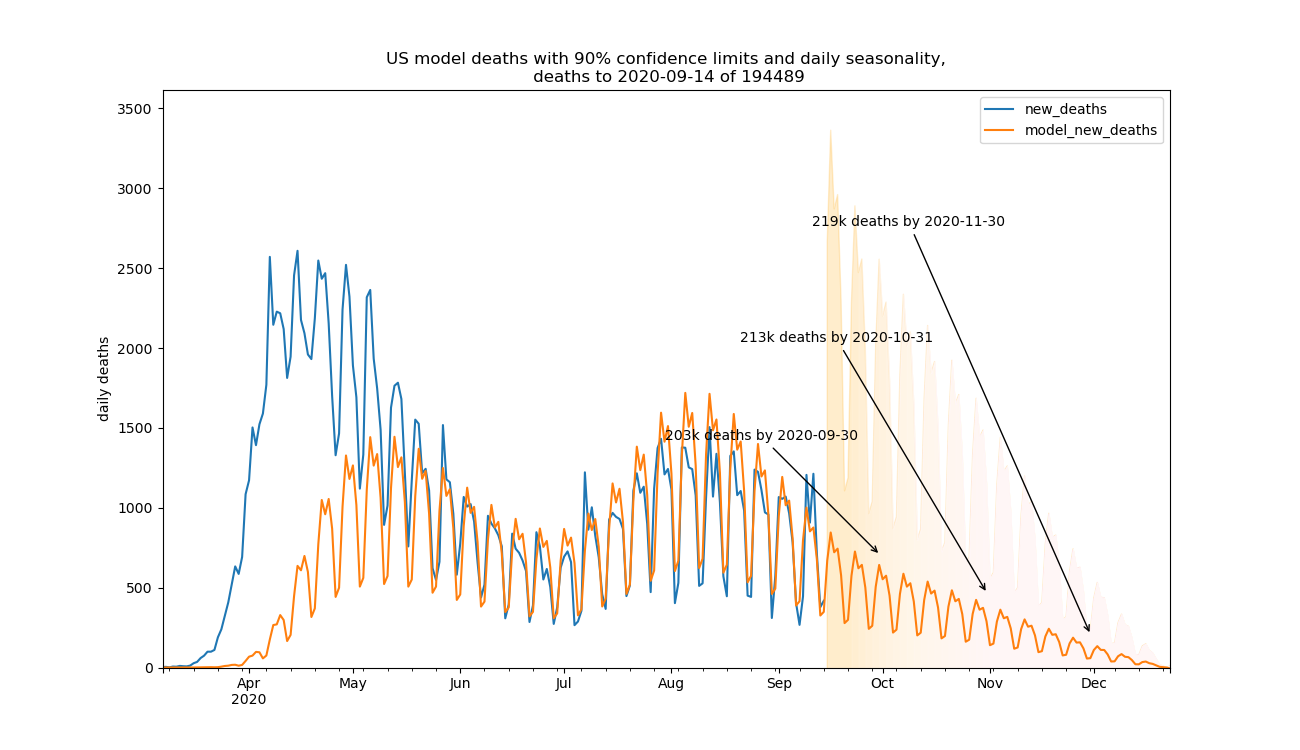 US model deaths with 90% confidence limits and daily seasonality,
deaths to 2020-09-14 of 194489
new_deaths
model_new_deaths
daily deaths
3500
3000
2500
2000
1500
1000
500
0
219k deaths by 2020-11-30
213k deaths by 2020-10-31
203k deaths by 2020-09-30
Apr May Jun Jul Aug Sep Oct Nov Dec
2020